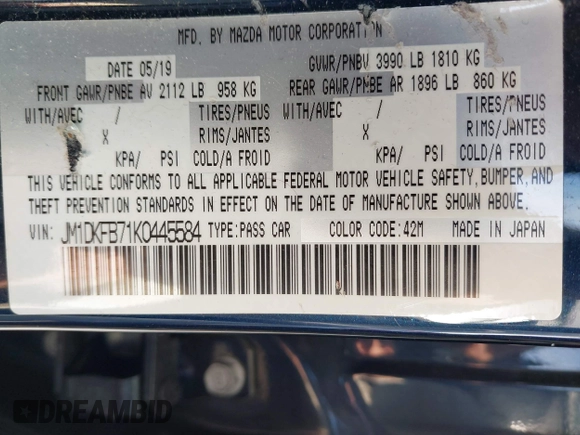 MFD. BY MAZDA MOTOR CORPORATION
DATE 05/19 GVWR/PNBV 3990 LB 1810 KG
FRONT GAWR/PNBE AV 2112 LB 958 KG REAR GAWR/PNBE AR 1896 LB 860 KG
WITH/AVEC / TIRES/PNEUS WITH/AVEC / TIRES/PNEUS
X RIMS/JANTES X RIMS/JANTES
KPA/ PSI COLD/A FROID KPA/ PSI COLD/A FROID
THIS VEHICLE CONFORMS TO ALL APPLICABLE FEDERAL MOTOR VEHICLE SAFETY, BUMPER, AND
THEFT PREVENTION STANDARDS IN EFFECT ON THE DATE OF MANUFACTURE SHOWN ABOVE.
VIN: JM1DKFB71K0445584 TYPE: PASS CAR COLOR CODE: 42M MADE IN JAPAN
DREAMBID